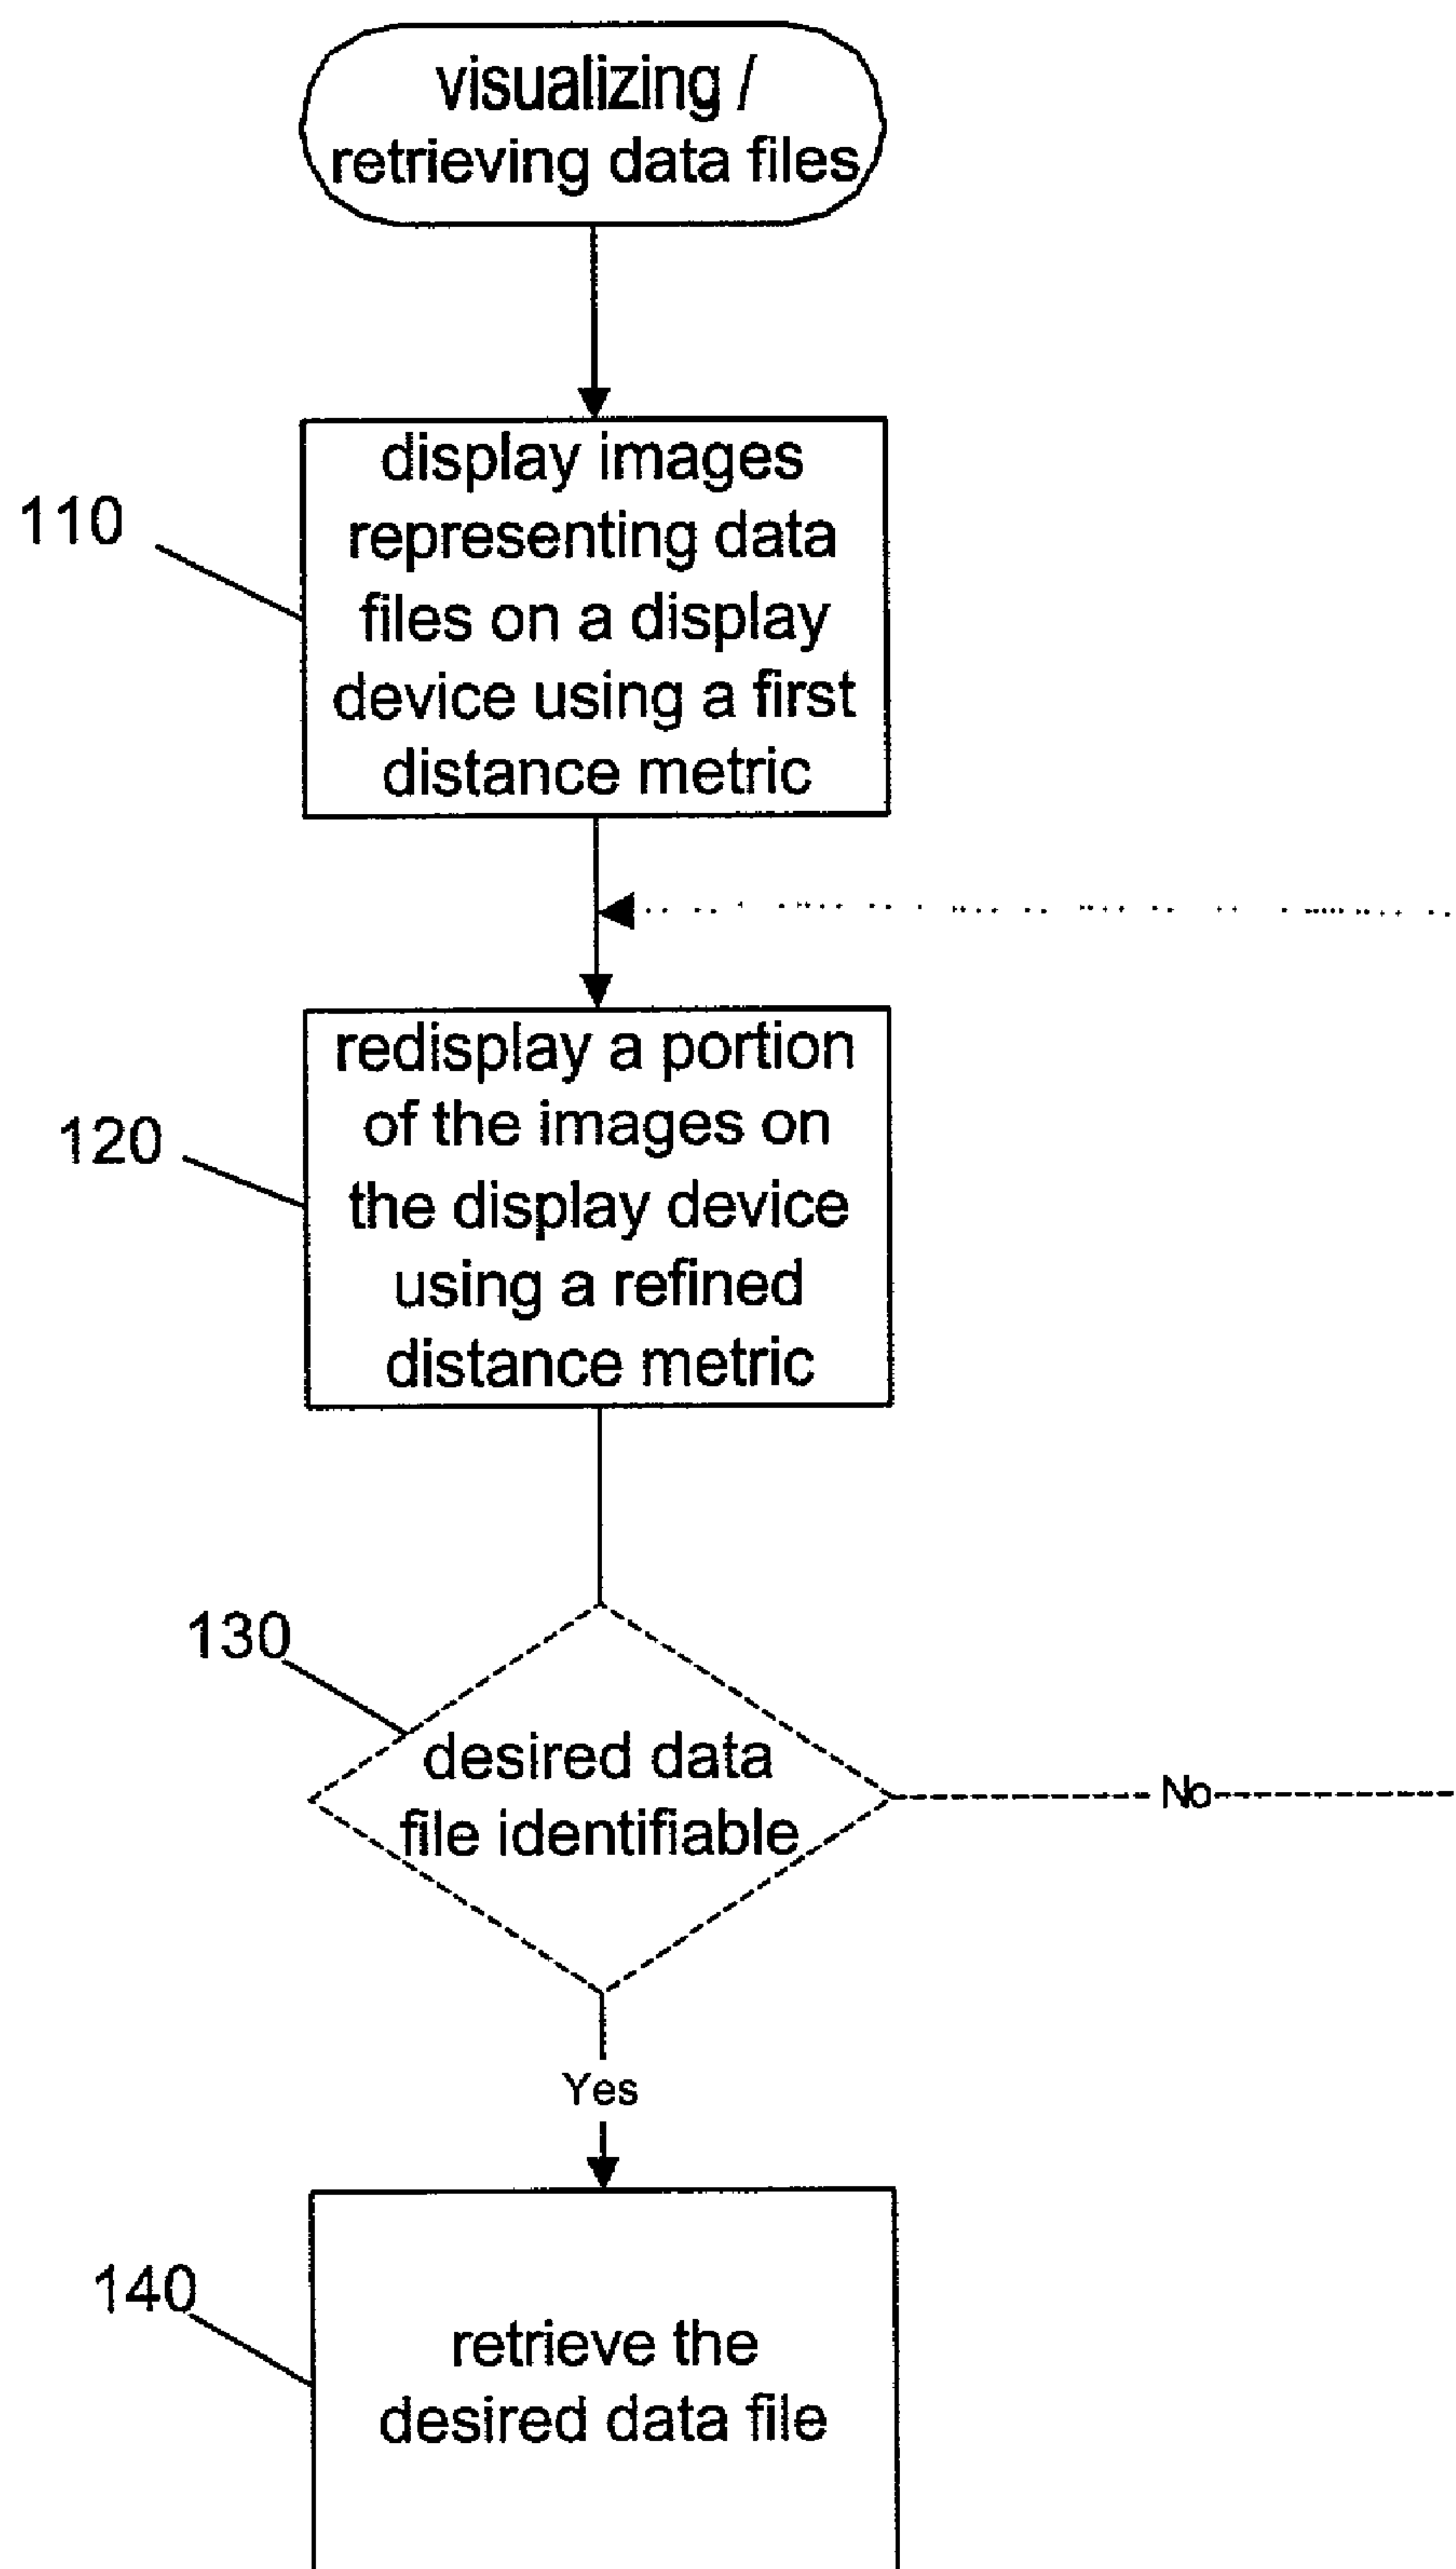 visualizing /
retrieving data files
110
display images
representing data
files on a display
device using a first
distance metric
120
redisplay a portion
of the images on
the display device
using a refined
distance metric
130
desired data
file identifiable
No
Yes
140
retrieve the
desired data file